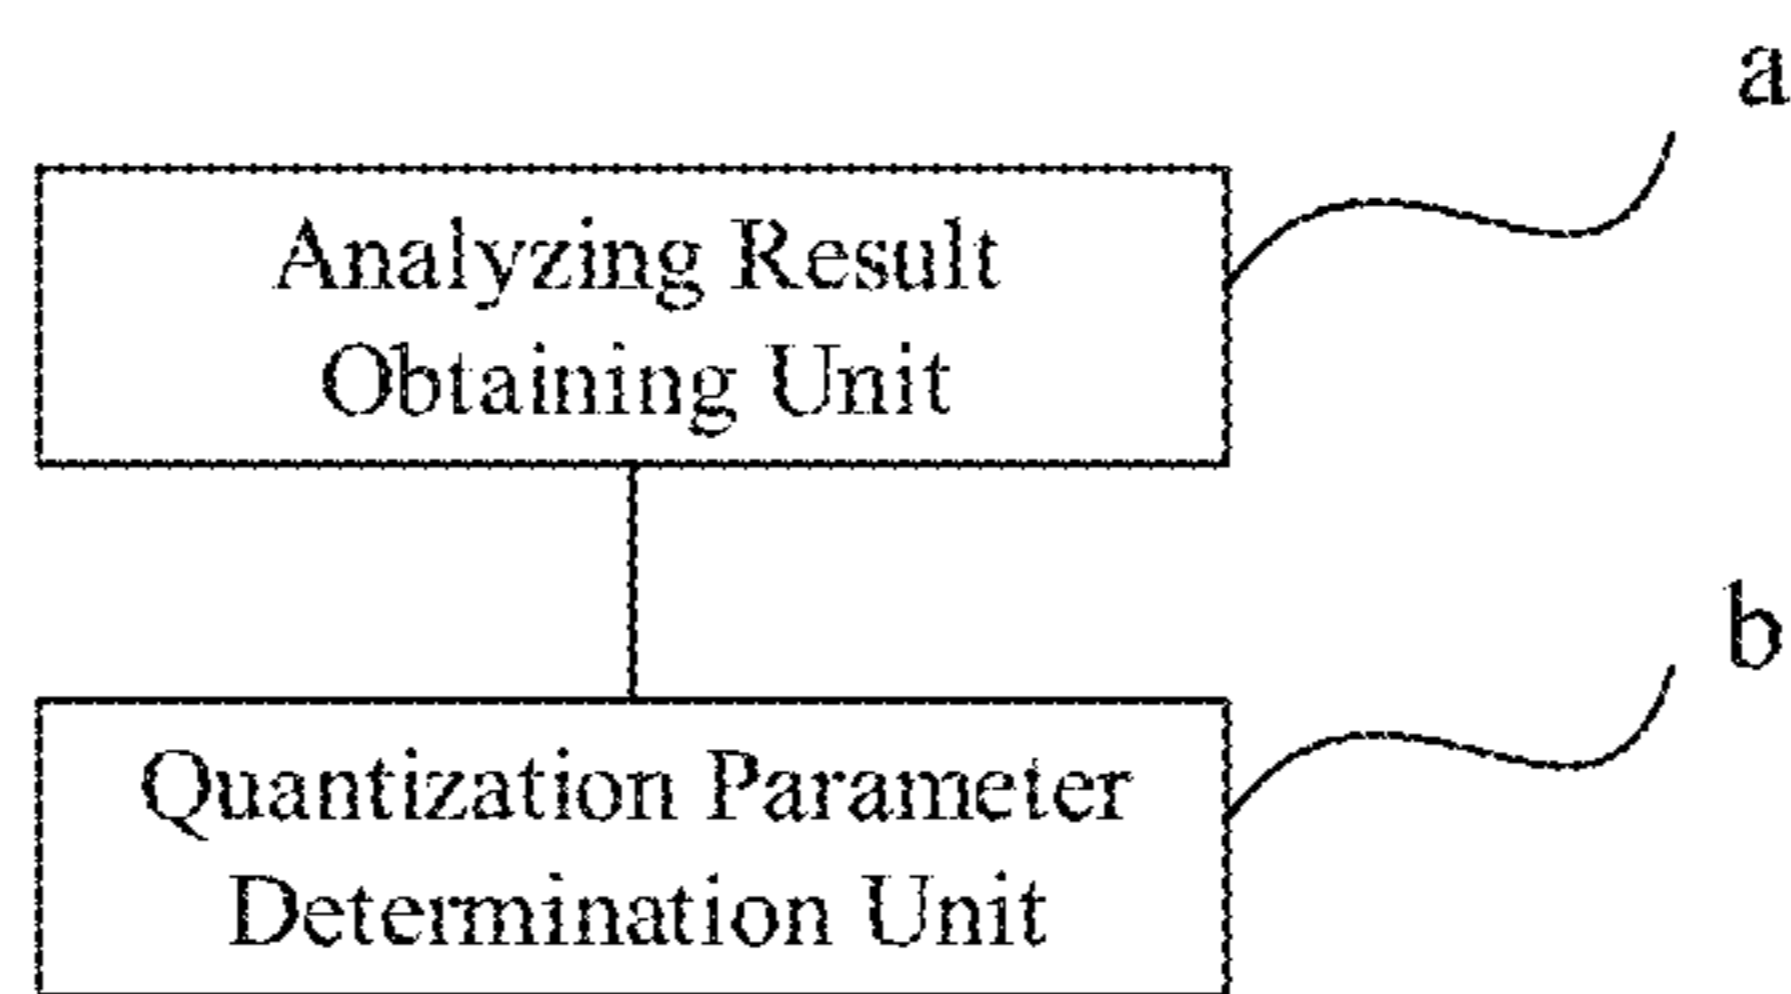 a
Analyzing Result
Obtaining Unit
b
Quantization Parameter
Determination Unit